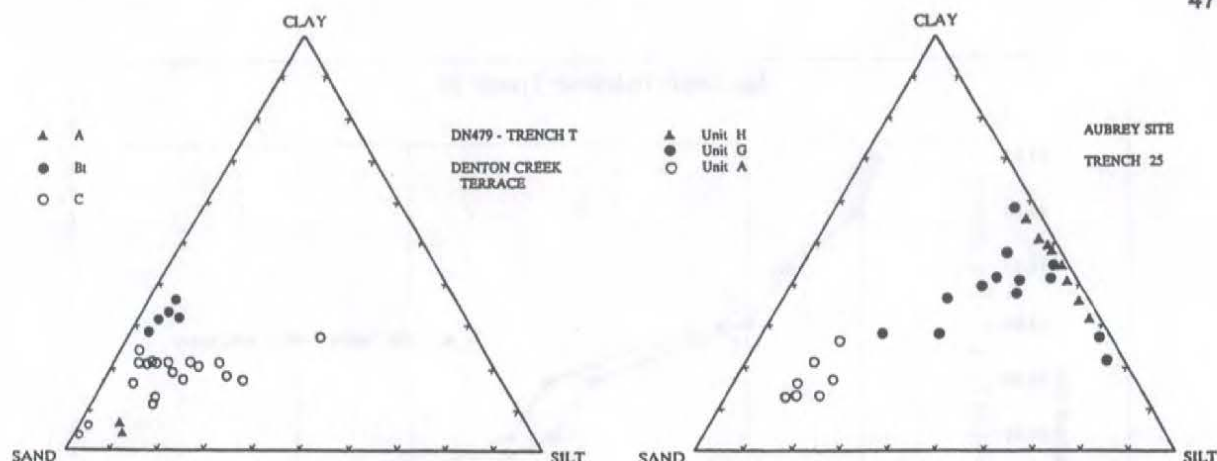 47
CLAY
A
Bt
C
DN479 - TRENCH T
DENTON CREEK
TERRACE
SAND
SILT
CLAY
Unit H
Unit G
Unit A
AUBREY SITE
TRENCH 25
SAND
SILT